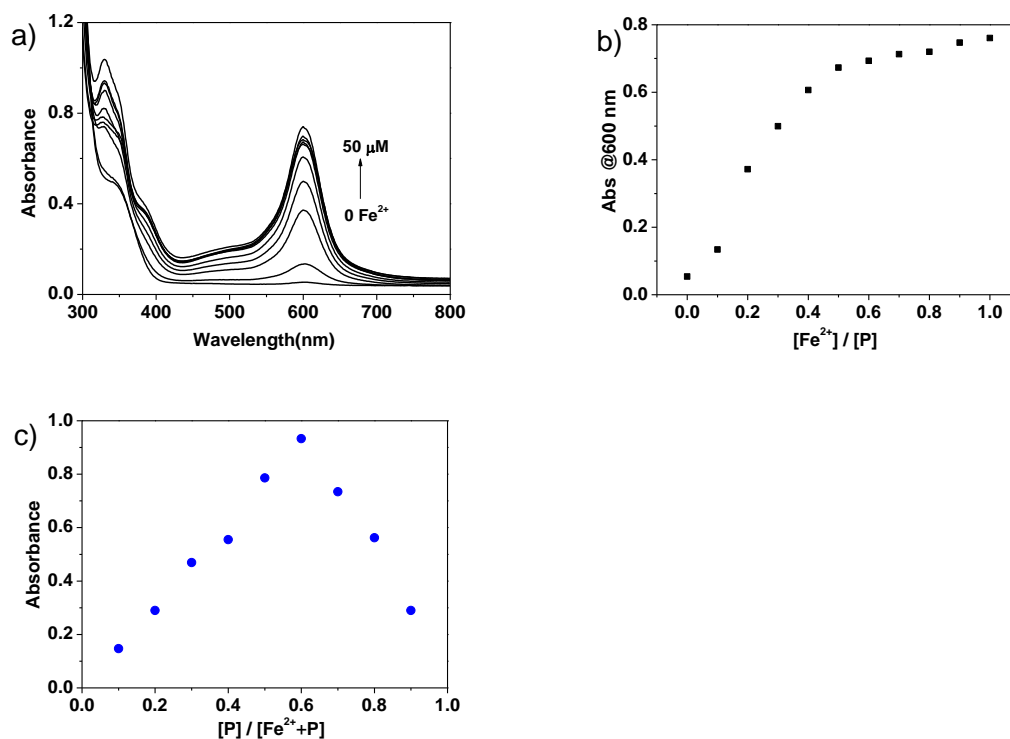 a)
1.2
0.8
0.4
0.0
Absorbance
50 μM
0 Fe²⁺
300 400 500 600 700 800
Wavelength(nm)
b)
0.8
0.6
0.4
0.2
0.0
Abs @600 nm
0.0 0.2 0.4 0.6 0.8 1.0
[Fe²⁺] / [P]
c)
1.0
0.8
0.6
0.4
0.2
0.0
Absorbance
0.0 0.2 0.4 0.6 0.8 1.0
[P] / [Fe²⁺+P]